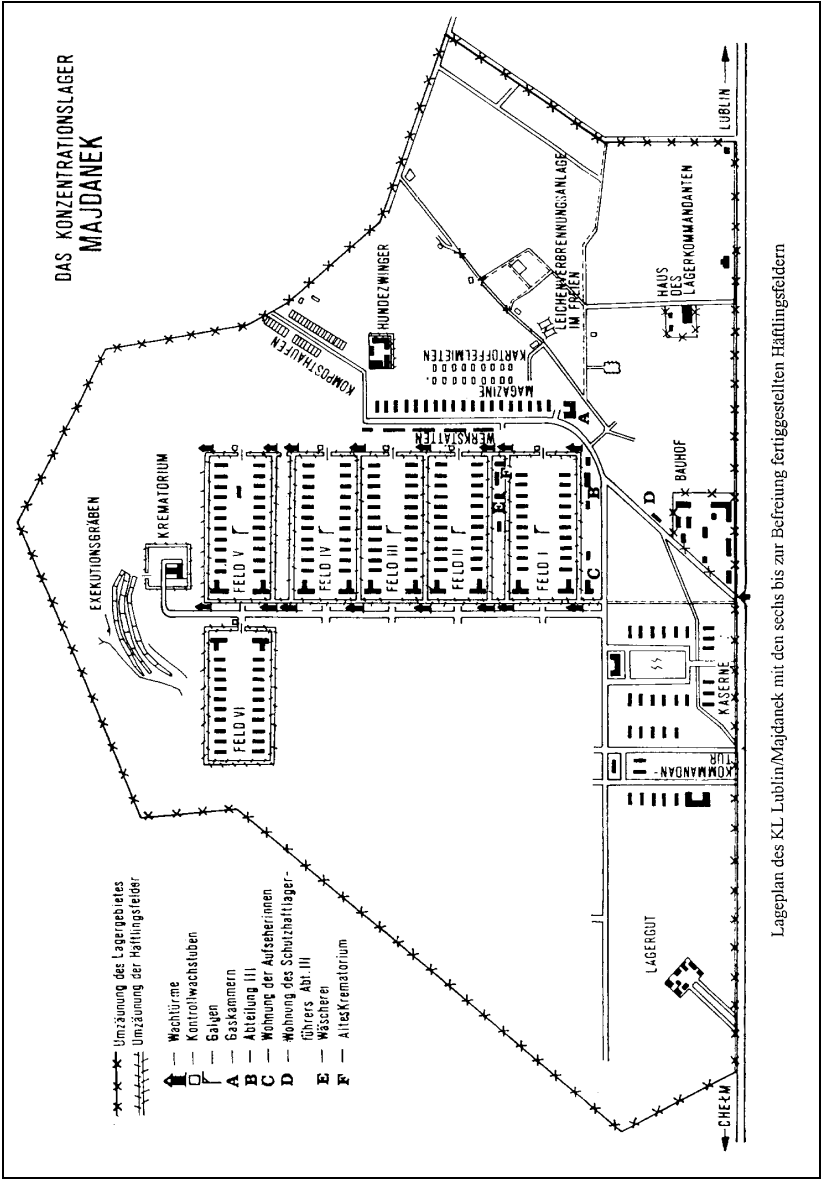 DAS KONZENTRATIONSLAGER
MAJDANEK
Umzäunung des Lagergebietes
Umzäunung der Häftlingsfelder
Wachtürme
Kontrollwachstuben
Galgen
A — Gaskammern
B — Abteilung III
C — Wohnung der Aufseherinnen
D — Wohnung des Schutzhaftlager-
führers Abt. III
E — Wäscherei
F — Altes Krematorium
EXEKUTIONSGRÄBEN
KREMATORIUM
FELD VI
FELD V
FELD IV
FELD III
FELD II
FELD I
E
F
C
B
A
D
KOMPOSTHAUFEN
HUNDEZWINGER
WERKSTÄTTEN
MAGAZINE
KARTOFFELMIETEN
LEICHENVERBRENNUNGSANLAGE
IM FREIEN
HAUS
DES
LAGERKOMMANDANTEN
BAUHOF
SS
KASERNE
KOMMANDAN-
TUR
LAGERGUT
CHEŁM
LUBLIN
Lageplan des KL Lublin/Majdanek mit den sechs bis zur Befreiung fertiggestellten Häftlingsfeldern